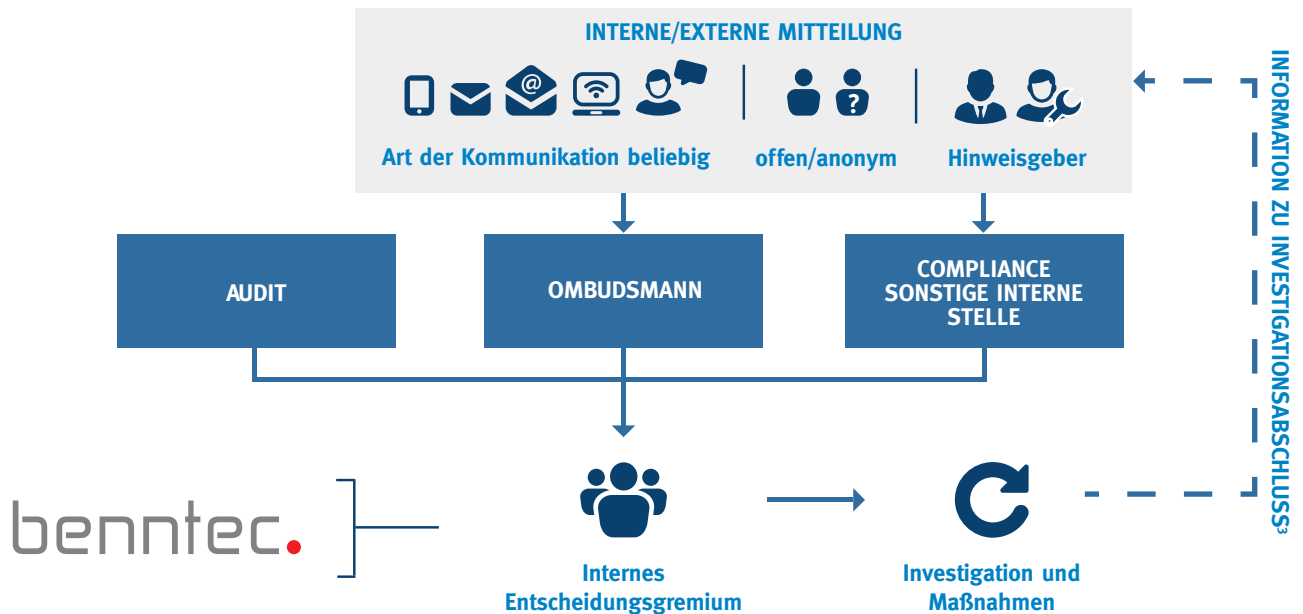 INTERNE/EXTERNE MITTEILUNG
@
?
Art der Kommunikation beliebig
offen/anonym
Hinweisgeber
AUDIT
OMBUDSMANN
COMPLIANCE
SONSTIGE INTERNE
STELLE
INFORMATION ZU INVESTIGATIONSABSCHLUSS³
benntec.
Internes
Entscheidungsgremium
Investigation und
Maßnahmen